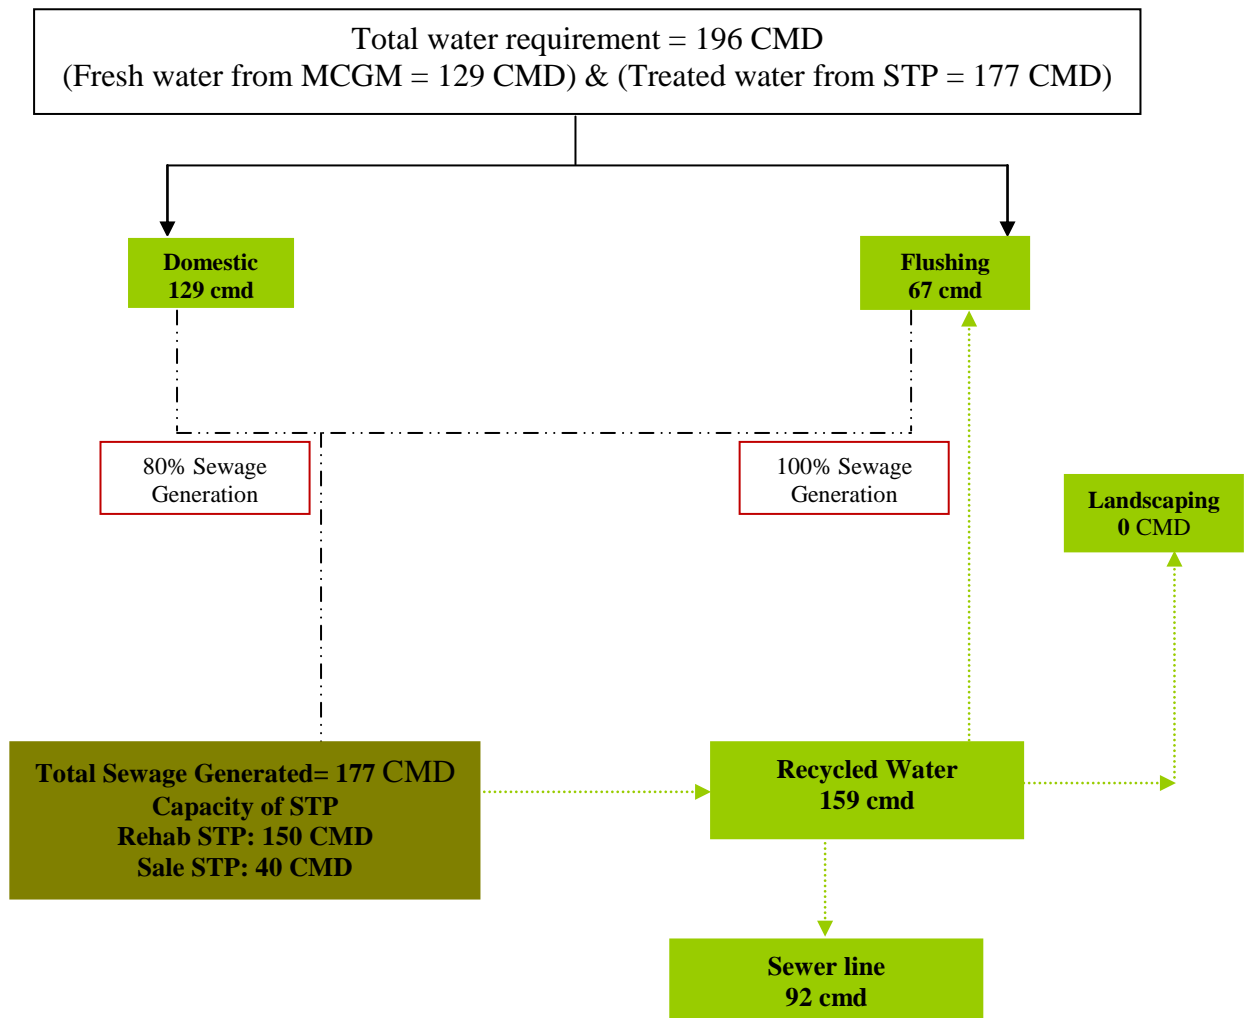 Total water requirement = 196 CMD
(Fresh water from MCGM = 129 CMD) & (Treated water from STP = 177 CMD)
Domestic
129 cmd
Flushing
67 cmd
80% Sewage
Generation
100% Sewage
Generation
Landscaping
0 CMD
Total Sewage Generated= 177 CMD
Capacity of STP
Rehab STP: 150 CMD
Sale STP: 40 CMD
Recycled Water
159 cmd
Sewer line
92 cmd